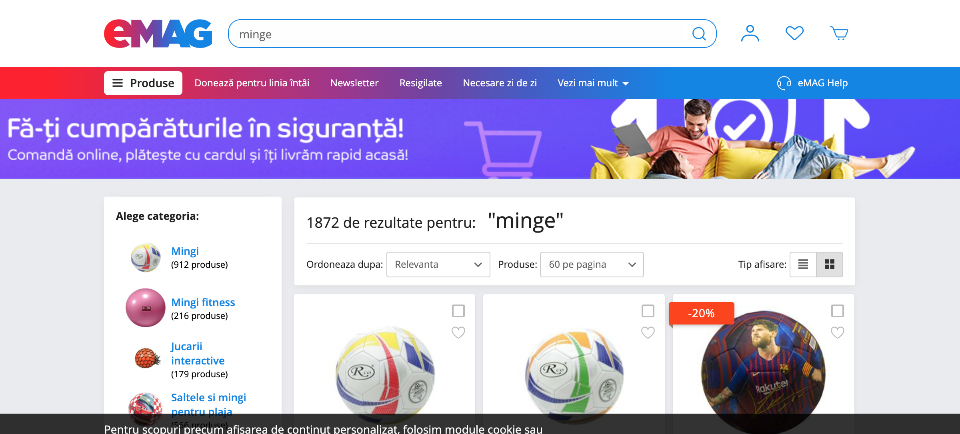 eMAG
minge
Produse
Donează pentru linia întâi
Newsletter
Resigilate
Necesare zi de zi
Vezi mai mult
eMAG Help
Fă-ți cumpărăturile în siguranță!
Comandă online, plătește cu cardul și îți livrăm rapid acasă!
Alege categoria:
Mingi
(912 produse)
Mingi fitness
(216 produse)
Jucarii
interactive
(179 produse)
Saltele si mingi
pentru plaja
1872 de rezultate pentru: "minge"
Ordoneaza dupa:
Relevanta
Produse:
60 pe pagina
Tip afisare:
-20%
Rakuten
Pentru scopuri precum afișarea de conținut personalizat, folosim module cookie sau